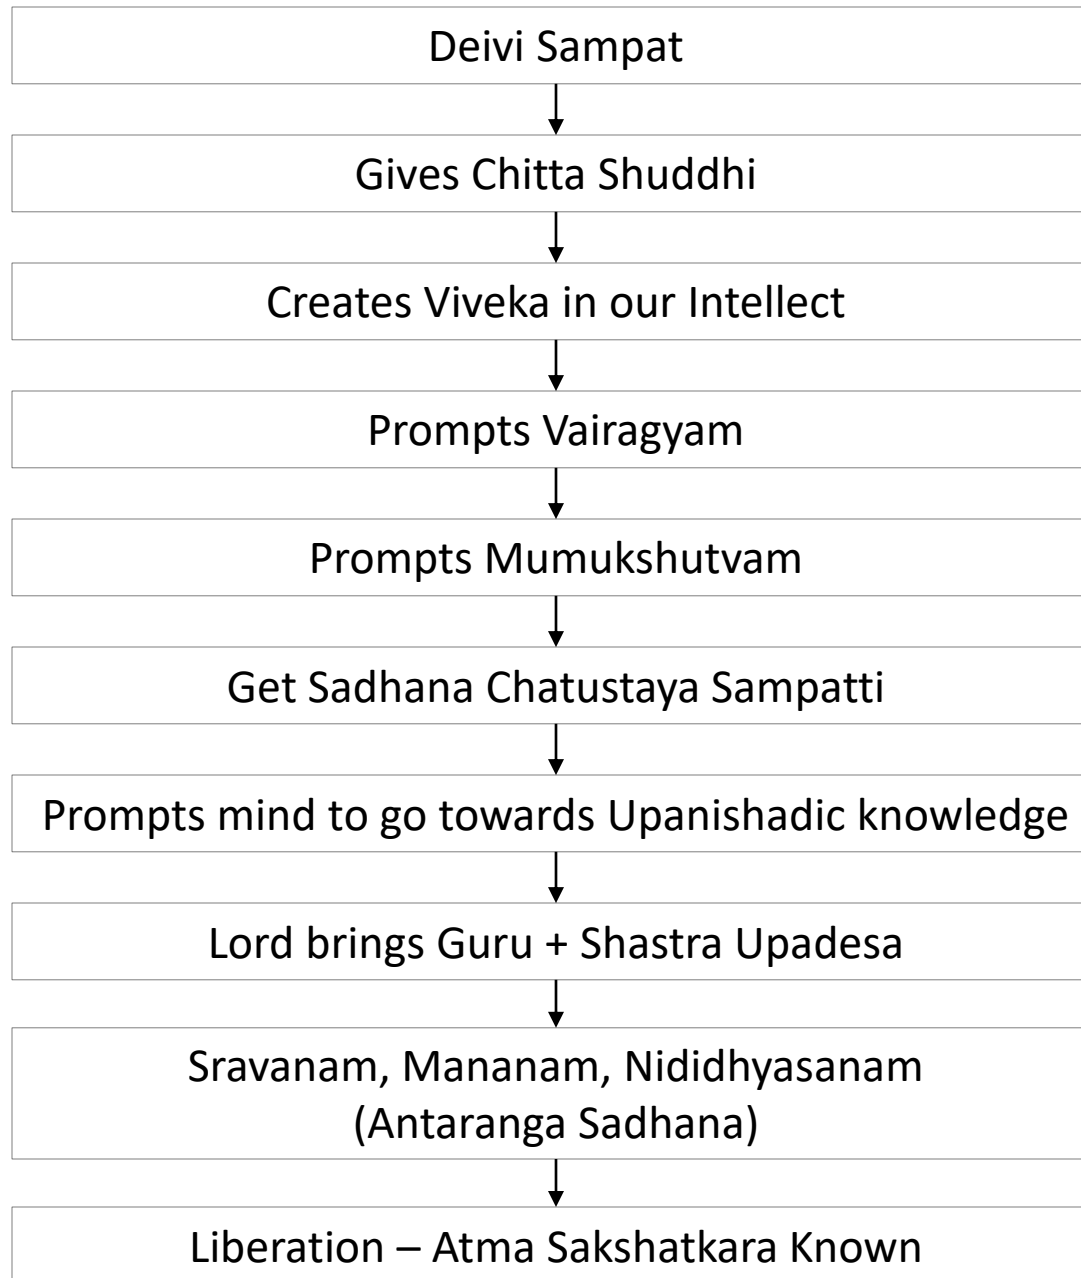 Deivi Sampat
Gives Chitta Shuddhi
Creates Viveka in our Intellect
Prompts Vairagyam
Prompts Mumukshutvam
Get Sadhana Chatustaya Sampatti
Prompts mind to go towards Upanishadic knowledge
Lord brings Guru + Shastra Upadesa
Sravanam, Mananam, Nididhyasanam
(Antaranga Sadhana)
Liberation – Atma Sakshatkara Known